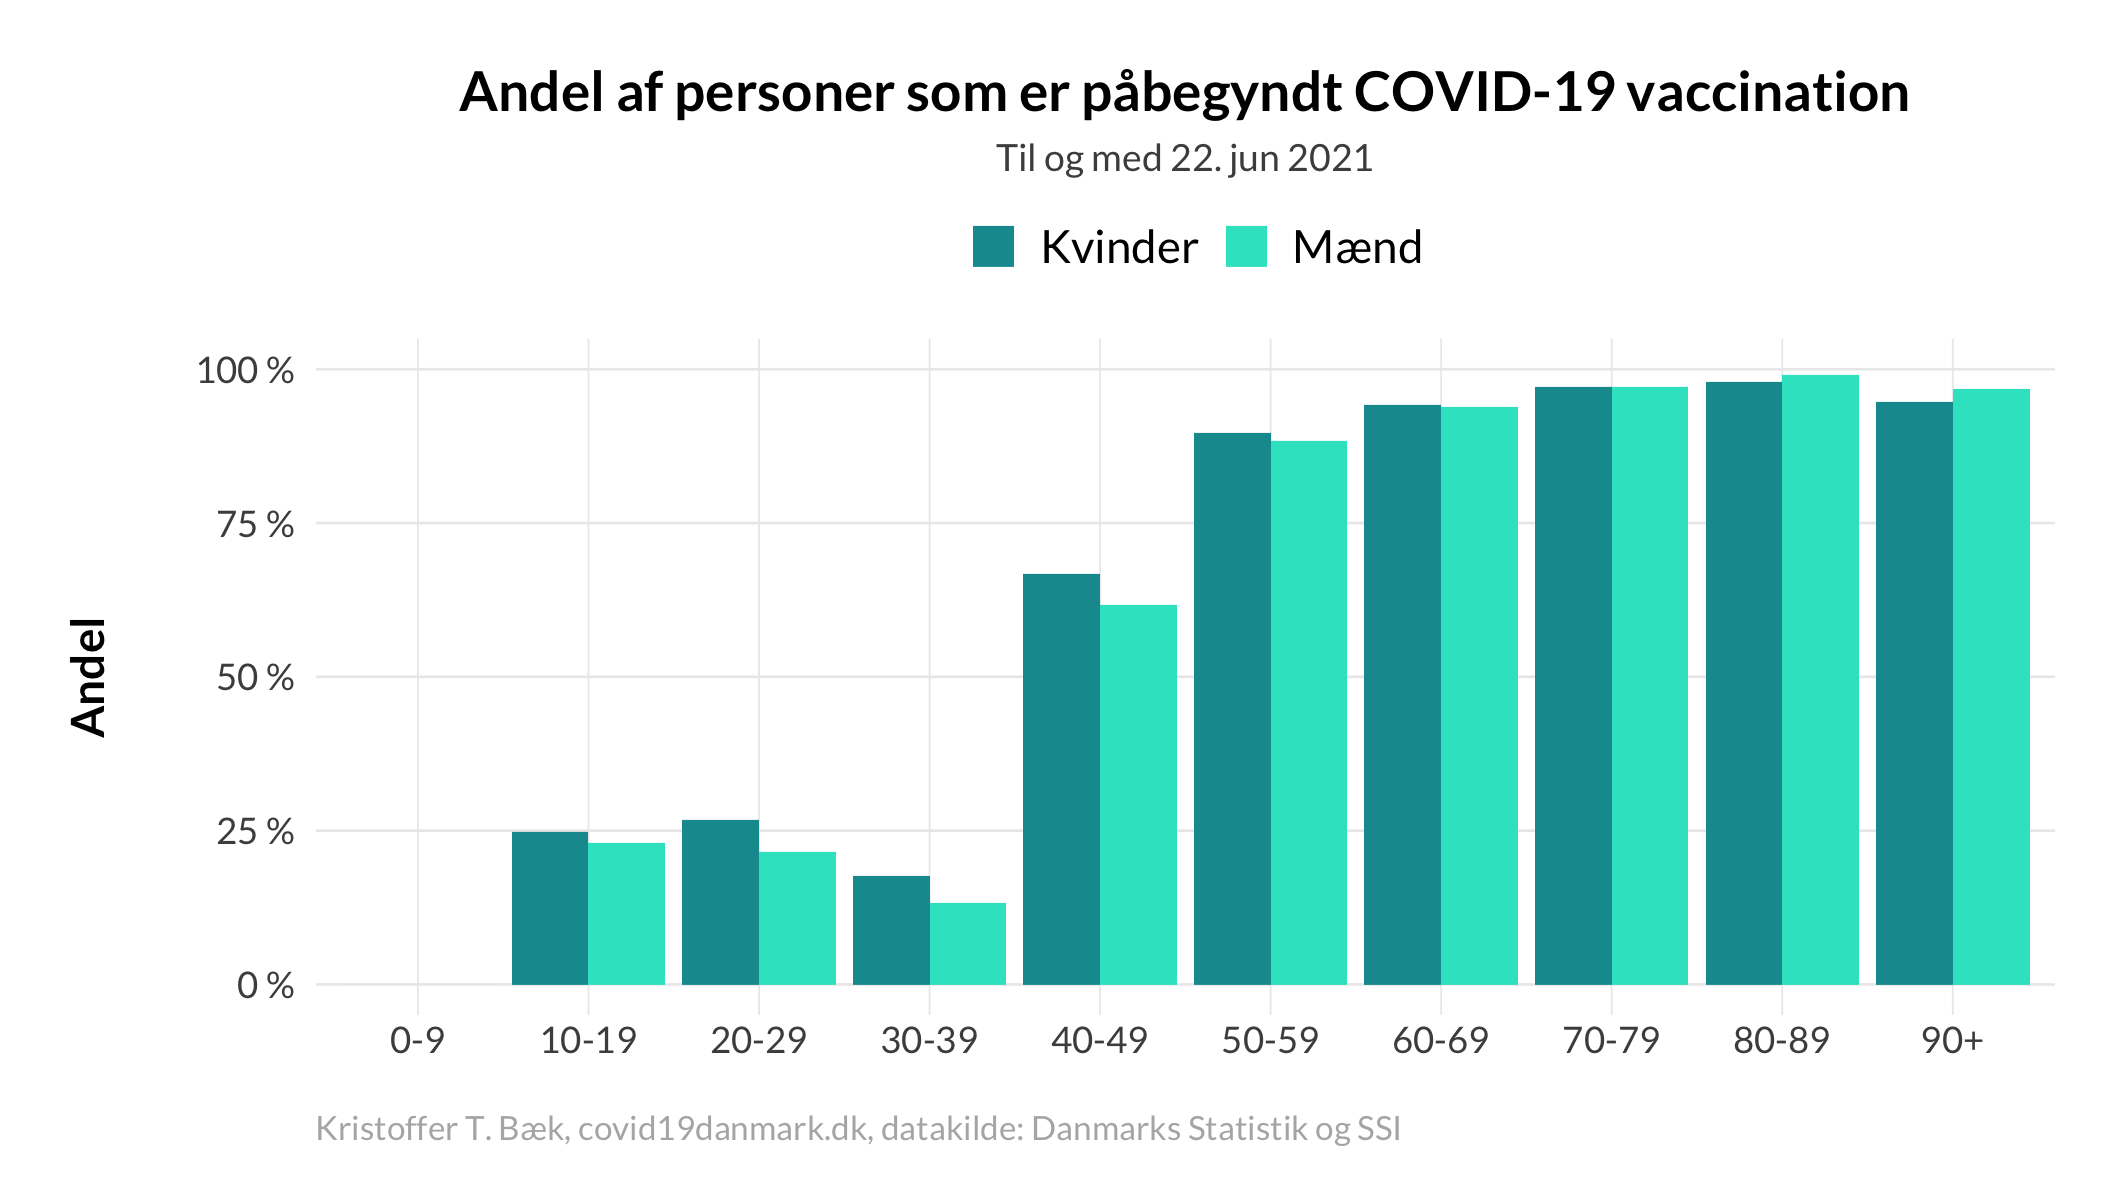 Andel af personer som er påbegyndt COVID-19 vaccination
Til og med 22. jun 2021
Kvinder Mænd
100 %
75 %
50 %
25 %
0 %
Andel
0-9 10-19 20-29 30-39 40-49 50-59 60-69 70-79 80-89 90+
Kristoffer T. Bæk, covid19danmark.dk, datakilde: Danmarks Statistik og SSI